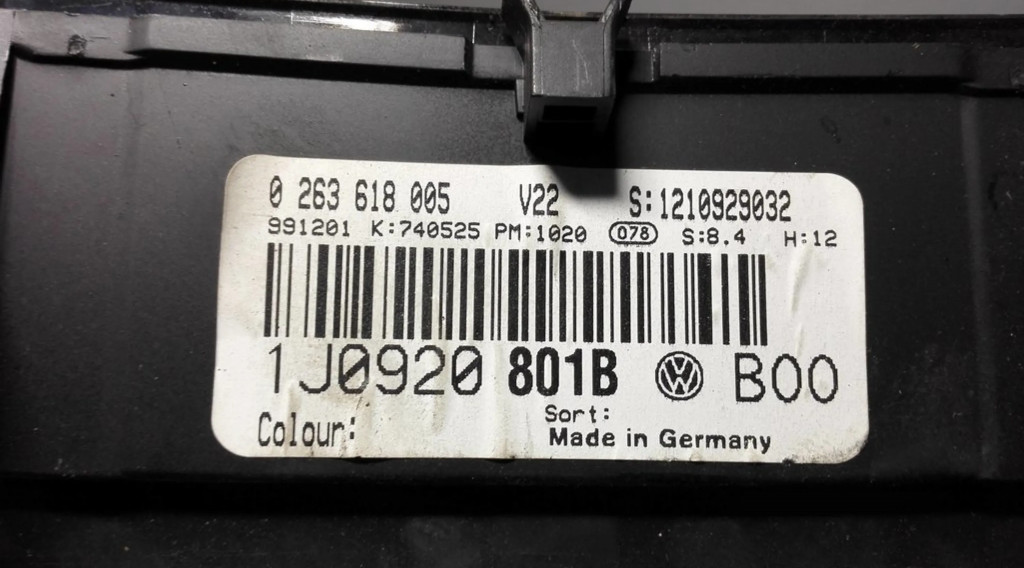 0 263 618 005 V22 S:1210929032
991201 K:740525 PM:1020 078 S:8.4 H:12
1J0920 801B VW B00
Colour: Sort:
Made in Germany